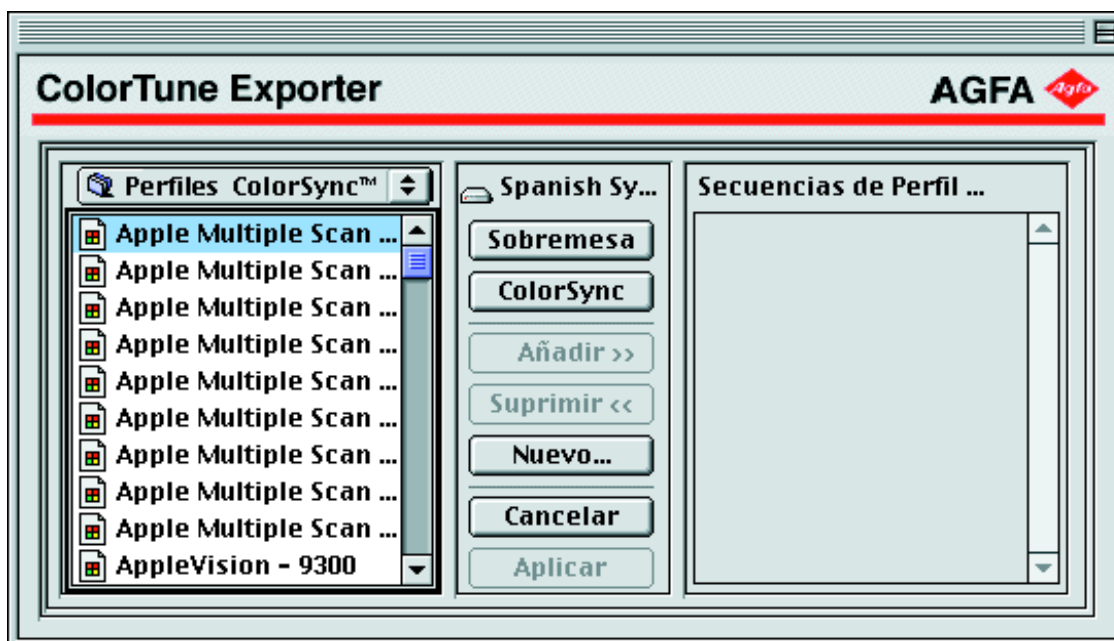 ColorTune Exporter
AGFA
Agfa
Perfiles ColorSync™
Apple Multiple Scan ...
Apple Multiple Scan ...
Apple Multiple Scan ...
Apple Multiple Scan ...
Apple Multiple Scan ...
Apple Multiple Scan ...
Apple Multiple Scan ...
Apple Multiple Scan ...
Apple Multiple Scan ...
AppleVision - 9300
Spanish Sy...
Sobremesa
ColorSync
Añadir >>
Suprimir <<
Nuevo...
Cancelar
Aplicar
Secuencias de Perfil ...